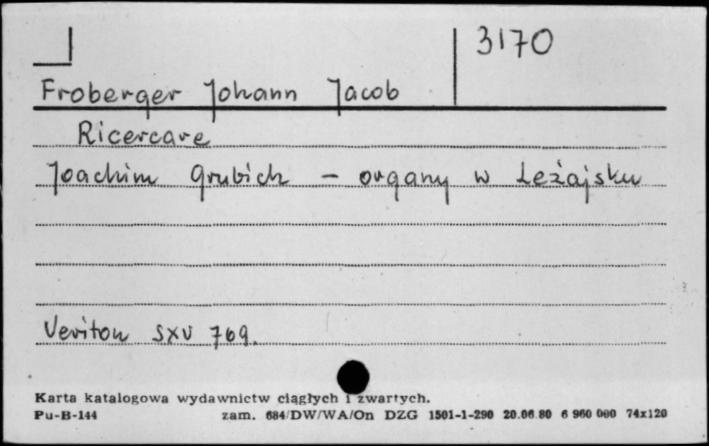 3170
Froberger Johann Jacob
Ricercare
Joachim Grubich - organy w Leżajsku
Veriton SXV 769.
Karta katalogowa wydawnictw ciągłych i zwartych.
Pu-B-144 zam. 684/DW/WA/On DZG 1501-1-290 20.06.80 6 960 000 74x120